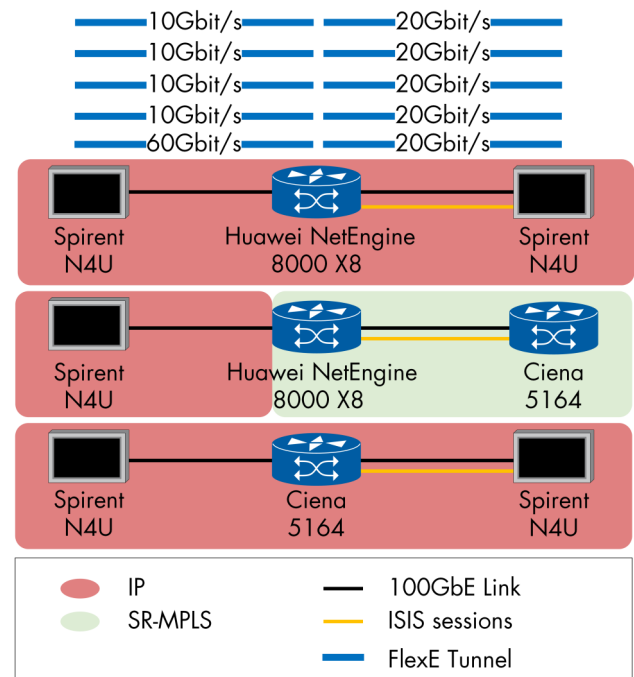 10Gbit/s 20Gbit/s
10Gbit/s 20Gbit/s
10Gbit/s 20Gbit/s
10Gbit/s 20Gbit/s
60Gbit/s 20Gbit/s
Spirent N4U
Huawei NetEngine 8000 X8
Spirent N4U
Spirent N4U
Huawei NetEngine 8000 X8
Ciena 5164
Spirent N4U
Ciena 5164
Spirent N4U
IP
SR-MPLS
100GbE Link
ISIS sessions
FlexE Tunnel